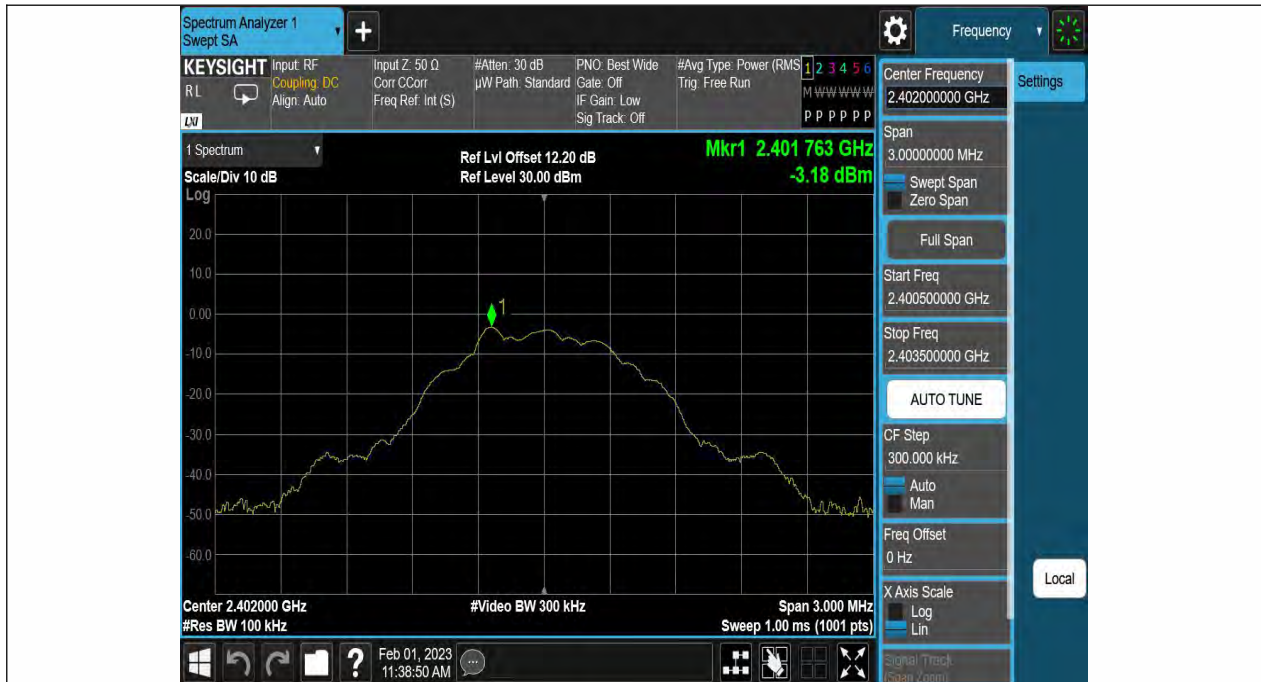 Spectrum Analyzer 1
Swept SA
+
Frequency
KEYSIGHT
R L
LXI
Input: RF
Coupling: DC
Align: Auto
Input Z: 50 Ω
Corr CCorr
Freq Ref: Int (S)
#Atten: 30 dB
µW Path: Standard
PNO: Best Wide
Gate: Off
IF Gain: Low
Sig Track: Off
#Avg Type: Power (RMS
Trig: Free Run
1 2 3 4 5 6
M W W W W W
P P P P P P
1 Spectrum
Scale/Div 10 dB
Log
Ref Lvl Offset 12.20 dB
Ref Level 30.00 dBm
Mkr1 2.401 763 GHz
-3.18 dBm
20.0
10.0
0.00
-10.0
-20.0
-30.0
-40.0
-50.0
-60.0
1
Center 2.402000 GHz
#Video BW 300 kHz
Span 3.000 MHz
#Res BW 100 kHz
Sweep 1.00 ms (1001 pts)
?
Feb 01, 2023
11:38:50 AM
Center Frequency
2.402000000 GHz
Settings
Span
3.00000000 MHz
Swept Span
Zero Span
Full Span
Start Freq
2.400500000 GHz
Stop Freq
2.403500000 GHz
AUTO TUNE
CF Step
300.000 kHz
Auto
Man
Freq Offset
0 Hz
X Axis Scale
Log
Lin
Local
Signal Track
(Span Zoom)